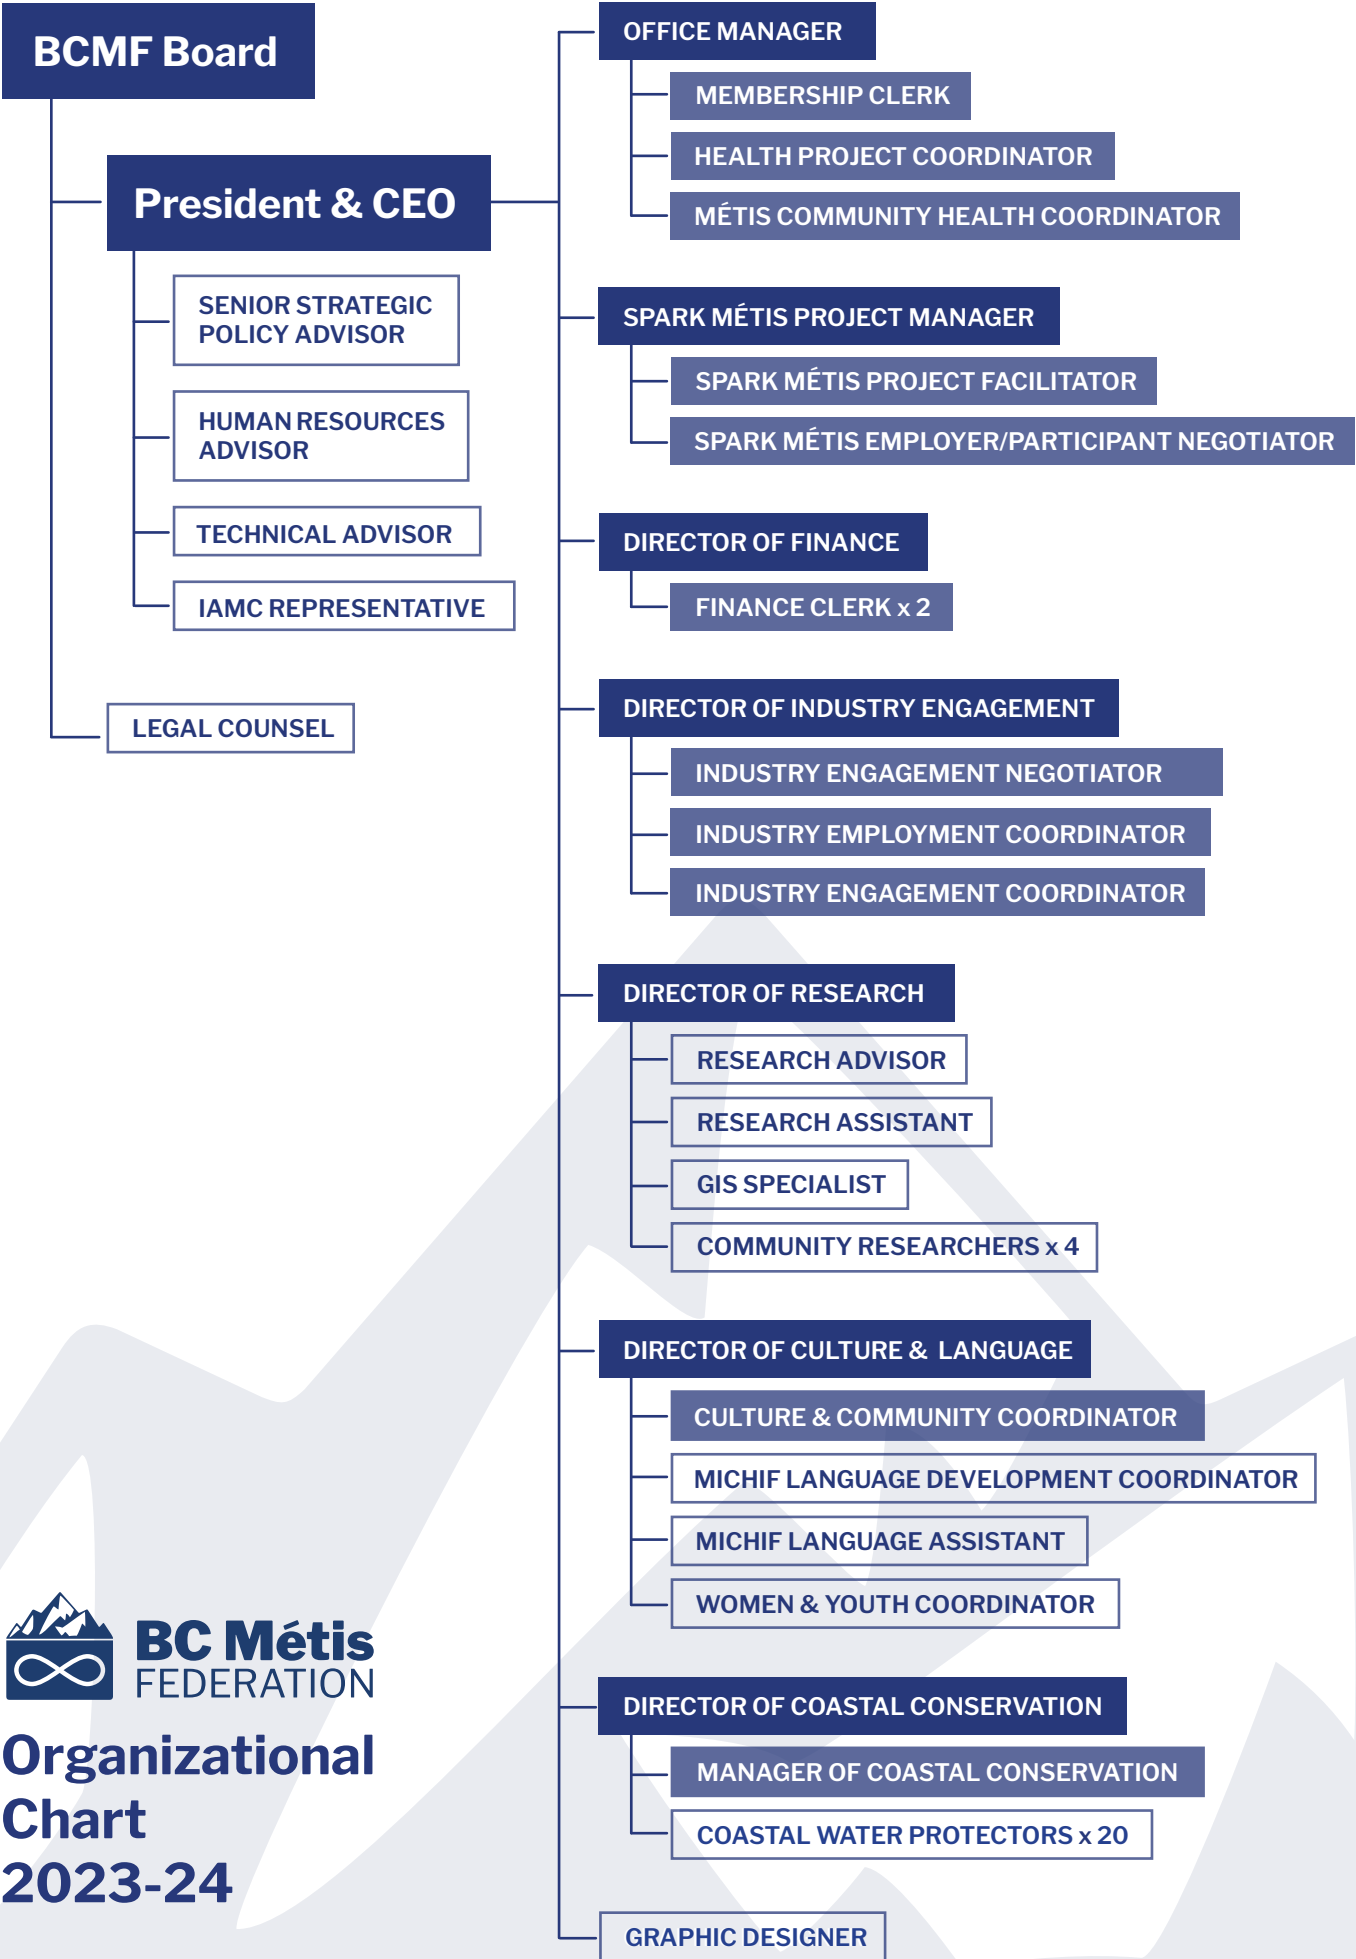 BCMF Board
President & CEO
SENIOR STRATEGIC
POLICY ADVISOR
HUMAN RESOURCES
ADVISOR
TECHNICAL ADVISOR
IAMC REPRESENTATIVE
LEGAL COUNSEL
OFFICE MANAGER
MEMBERSHIP CLERK
HEALTH PROJECT COORDINATOR
MÉTIS COMMUNITY HEALTH COORDINATOR
SPARK MÉTIS PROJECT MANAGER
SPARK MÉTIS PROJECT FACILITATOR
SPARK MÉTIS EMPLOYER/PARTICIPANT NEGOTIATOR
DIRECTOR OF FINANCE
FINANCE CLERK x 2
DIRECTOR OF INDUSTRY ENGAGEMENT
INDUSTRY ENGAGEMENT NEGOTIATOR
INDUSTRY EMPLOYMENT COORDINATOR
INDUSTRY ENGAGEMENT COORDINATOR
DIRECTOR OF RESEARCH
RESEARCH ADVISOR
RESEARCH ASSISTANT
GIS SPECIALIST
COMMUNITY RESEARCHERS x 4
DIRECTOR OF CULTURE & LANGUAGE
CULTURE & COMMUNITY COORDINATOR
MICHIF LANGUAGE DEVELOPMENT COORDINATOR
MICHIF LANGUAGE ASSISTANT
WOMEN & YOUTH COORDINATOR
DIRECTOR OF COASTAL CONSERVATION
MANAGER OF COASTAL CONSERVATION
COASTAL WATER PROTECTORS x 20
GRAPHIC DESIGNER
BC Métis
FEDERATION
Organizational
Chart
2023-24